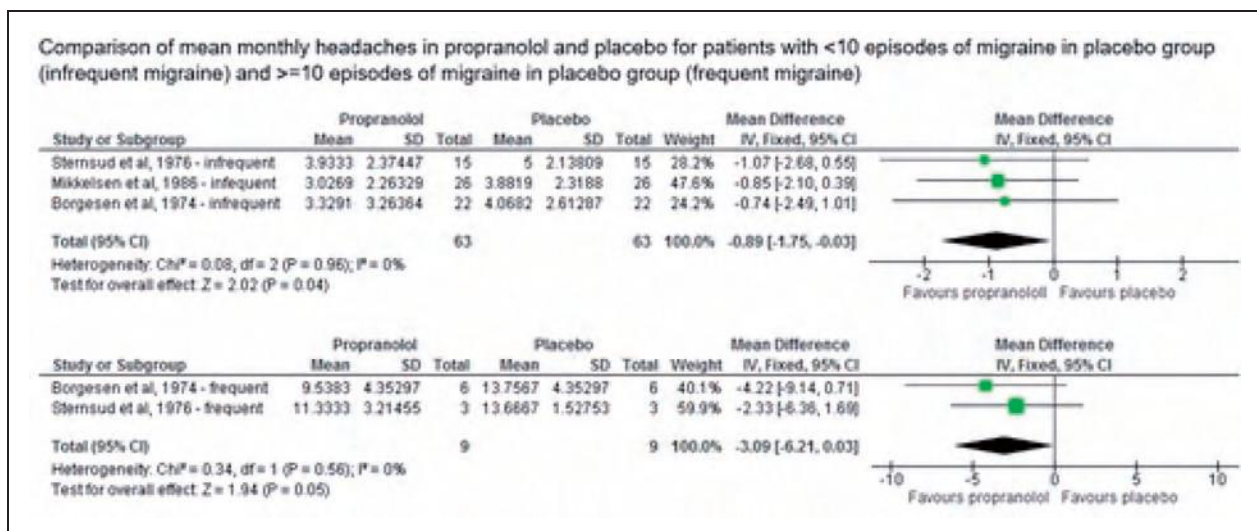 Comparison of mean monthly headaches in propranolol and placebo for patients with <10 episodes of migraine in placebo group
(infrequent migraine) and >=10 episodes of migraine in placebo group (frequent migraine)
Propranolol Placebo Mean Difference Mean Difference
Study or Subgroup Mean SD Total Mean SD Total Weight IV, Fixed, 95% CI IV, Fixed, 95% CI
Sternsud et al, 1976 - infrequent 3.9333 2.37447 15 5 2.13809 15 28.2% -1.07 [-2.68, 0.55]
Mikkelsen et al, 1986 - infequent 3.0269 2.26329 26 3.8819 2.3188 26 47.6% -0.85 [-2.10, 0.39]
Borgesen et al, 1974 - infrequent 3.3291 3.26364 22 4.0682 2.61287 22 24.2% -0.74 [-2.49, 1.01]
Total (95% CI) 63 63 100.0% -0.89 [-1.75, -0.03]
Heterogeneity: Chi² = 0.08, df = 2 (P = 0.96); I² = 0%
Test for overall effect: Z = 2.02 (P = 0.04)
-2 -1 0 1 2
Favours propranololl Favours placebo
Propranolol Placebo Mean Difference Mean Difference
Study or Subgroup Mean SD Total Mean SD Total Weight IV, Fixed, 95% CI IV, Fixed, 95% CI
Borgesen et al, 1974 - frequent 9.5383 4.35297 6 13.7567 4.35297 6 40.1% -4.22 [-9.14, 0.71]
Sternsud et al, 1976 - frequent 11.3333 3.21455 3 13.6667 1.52753 3 59.9% -2.33 [-6.36, 1.69]
Total (95% CI) 9 9 100.0% -3.09 [-6.21, 0.03]
Heterogeneity: Chi² = 0.34, df = 1 (P = 0.56); I² = 0%
Test for overall effect: Z = 1.94 (P = 0.05)
-10 -5 0 5 10
Favours propranolol Favours placebo